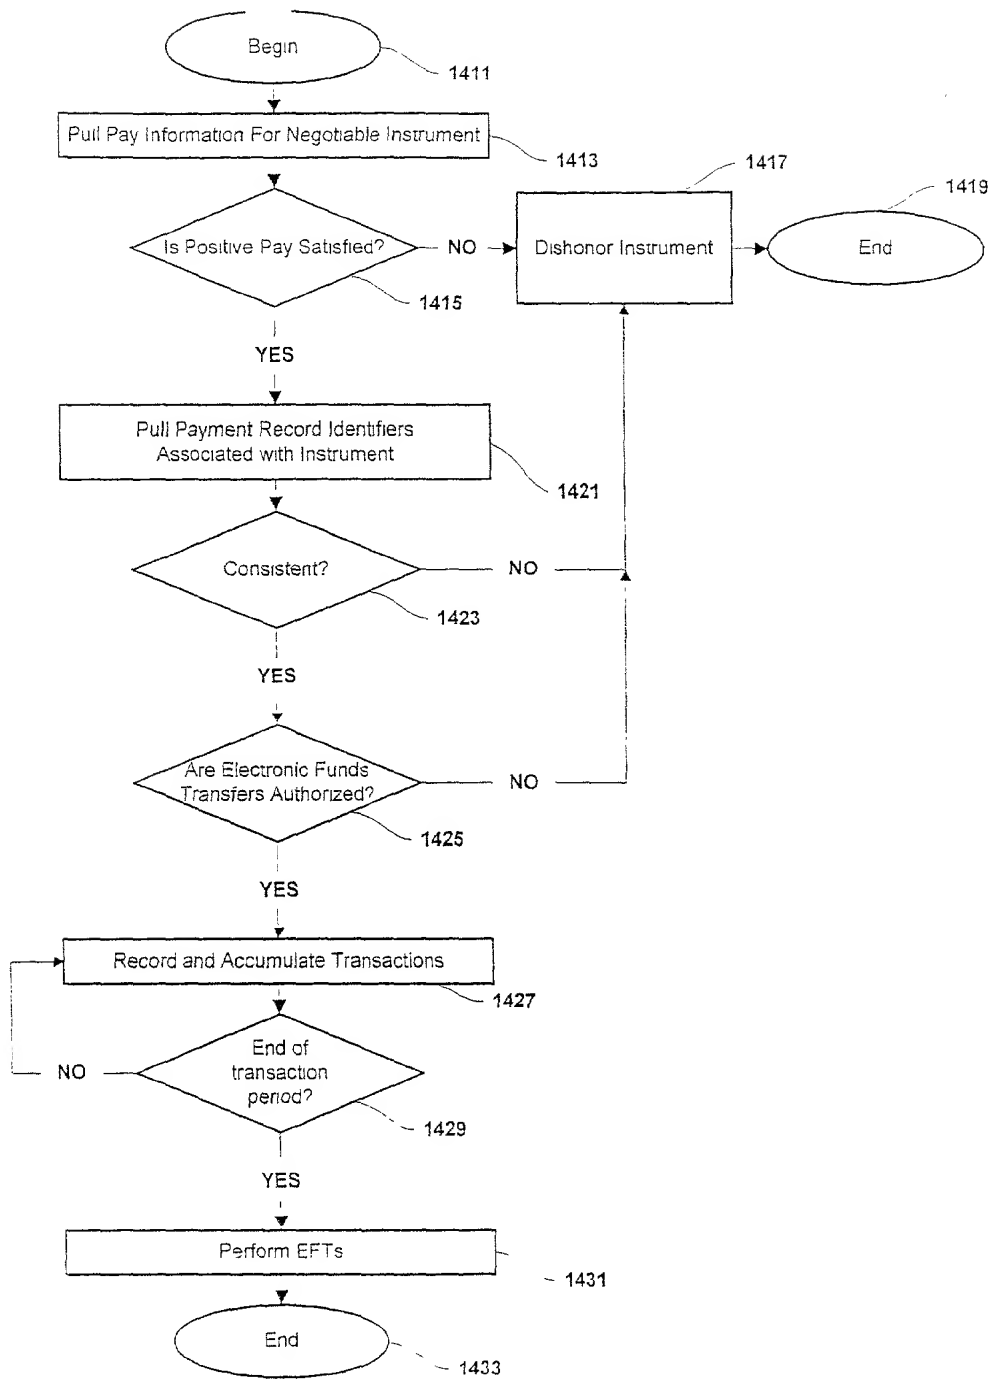 Begin
1411
Pull Pay Information For Negotiable Instrument
1413
1417
1419
Is Positive Pay Satisfied?
NO
Dishonor Instrument
End
1415
YES
Pull Payment Record Identifiers
Associated with Instrument
1421
Consistent?
NO
1423
YES
Are Electronic Funds
Transfers Authorized?
NO
1425
YES
Record and Accumulate Transactions
1427
End of
transaction
period?
NO
1429
YES
Perform EFTs
1431
End
1433